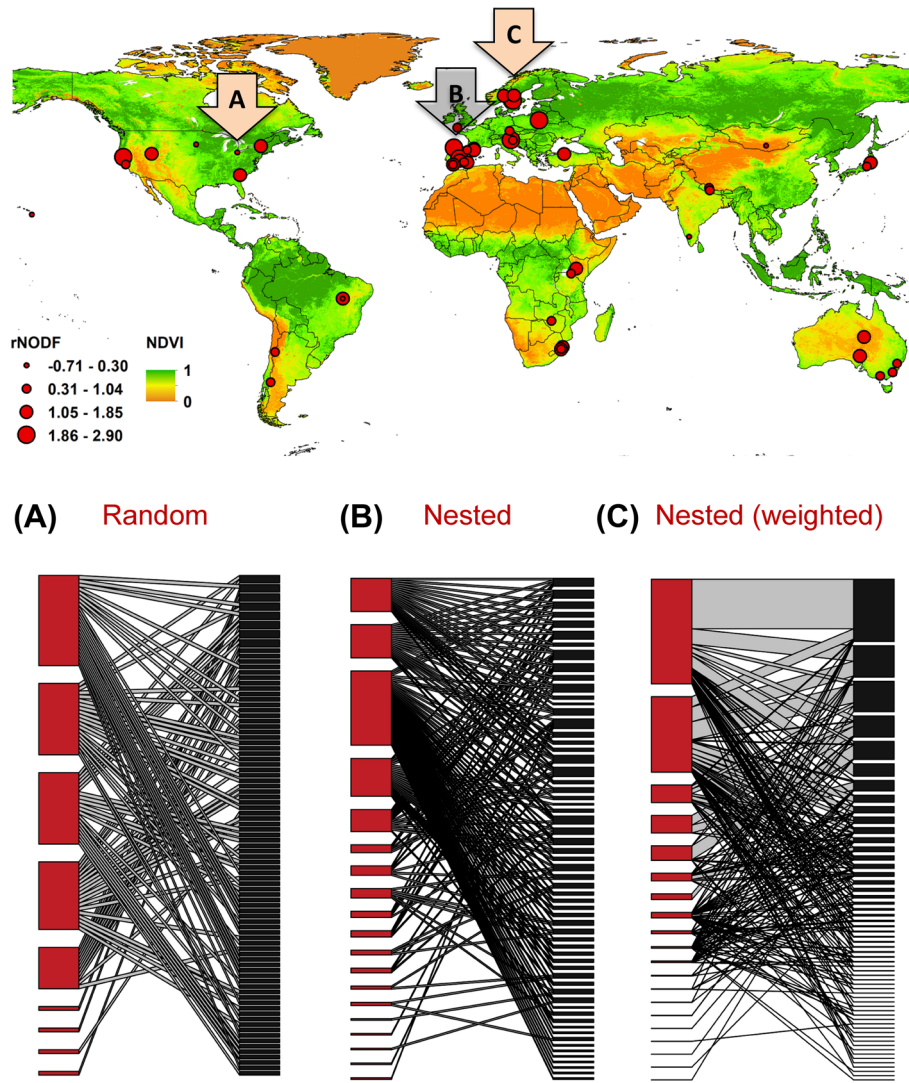 C
A
B
rNODF NDVI
-0.71 - 0.30 1
0.31 - 1.04
1.05 - 1.85 0
1.86 - 2.90
(A) Random (B) Nested (C) Nested (weighted)